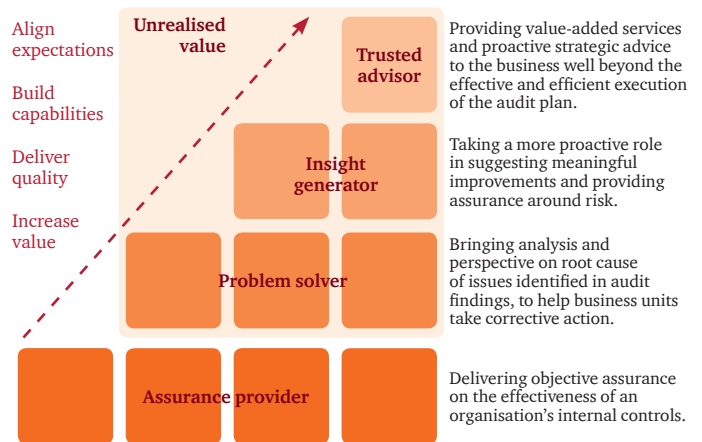 Align
expectations
Build
capabilities
Deliver
quality
Increase
value
Unrealised
value
Trusted
advisor
Providing value-added services
and proactive strategic advice
to the business well beyond the
effective and efficient execution
of the audit plan.
Insight
generator
Taking a more proactive role
in suggesting meaningful
improvements and providing
assurance around risk.
Problem solver
Bringing analysis and
perspective on root cause
of issues identified in audit
findings, to help business units
take corrective action.
Assurance provider
Delivering objective assurance
on the effectiveness of an
organisation’s internal controls.